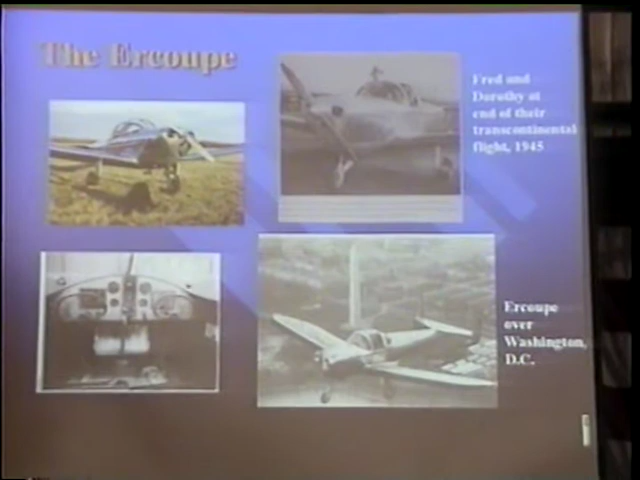 The Ercoupe
Fred and
Dorothy at
end of their
transcontinental
flight, 1945
Ercoupe
over
Washington,
D.C.